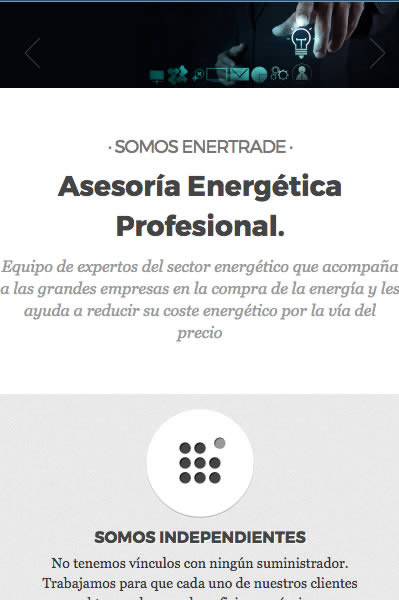 · SOMOS ENERTRADE ·
Asesoría Energética
Profesional.
Equipo de expertos del sector energético que acompaña
a las grandes empresas en la compra de la energía y les
ayuda a reducir su coste energético por la vía del
precio
SOMOS INDEPENDIENTES
No tenemos vínculos con ningún suministrador.
Trabajamos para que cada uno de nuestros clientes